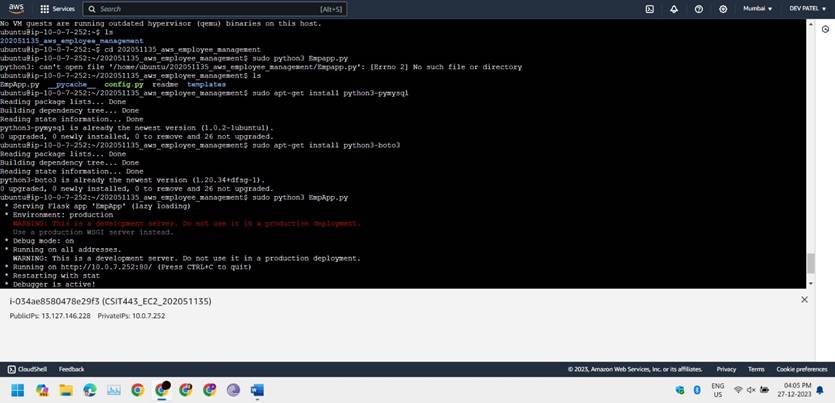 aws
Services
Search
[Alt+S]
Mumbai
DEV PATEL
No VM guests are running outdated hypervisor (qemu) binaries on this host.
ubuntu@ip-10-0-7-252:~$ ls
202051135_aws_employee_management
ubuntu@ip-10-0-7-252:~$ cd 202051135_aws_employee_management
ubuntu@ip-10-0-7-252:~/202051135_aws_employee_management$ sudo python3 Empapp.py
python3: can't open file '/home/ubuntu/202051135_aws_employee_management/Empapp.py': [Errno 2] No such file or directory
ubuntu@ip-10-0-7-252:~/202051135_aws_employee_management$ ls
EmpApp.py __pycache__ config.py readme templates
ubuntu@ip-10-0-7-252:~/202051135_aws_employee_management$ sudo apt-get install python3-pymysql
Reading package lists... Done
Building dependency tree... Done
Reading state information... Done
python3-pymysql is already the newest version (1.0.2-1ubuntu1).
0 upgraded, 0 newly installed, 0 to remove and 26 not upgraded.
ubuntu@ip-10-0-7-252:~/202051135_aws_employee_management$ sudo apt-get install python3-boto3
Reading package lists... Done
Building dependency tree... Done
Reading state information... Done
python3-boto3 is already the newest version (1.20.34+dfsg-1).
0 upgraded, 0 newly installed, 0 to remove and 26 not upgraded.
ubuntu@ip-10-0-7-252:~/202051135_aws_employee_management$ sudo python3 EmpApp.py
* Serving Flask app 'EmpApp' (lazy loading)
* Environment: production
WARNING: This is a development server. Do not use it in a production deployment.
Use a production WSGI server instead.
* Debug mode: on
* Running on all addresses.
WARNING: This is a development server. Do not use it in a production deployment.
* Running on http://10.0.7.252:80/ (Press CTRL+C to quit)
* Restarting with stat
* Debugger is active!
i-034ae8580478e29f3 (CSIT443_EC2_202051135)
PublicIPs: 13.127.146.228 PrivateIPs: 10.0.7.252
CloudShell Feedback © 2023, Amazon Web Services, Inc. or its affiliates. Privacy Terms Cookie preferences
ENG
US
04:05 PM
27-12-2023